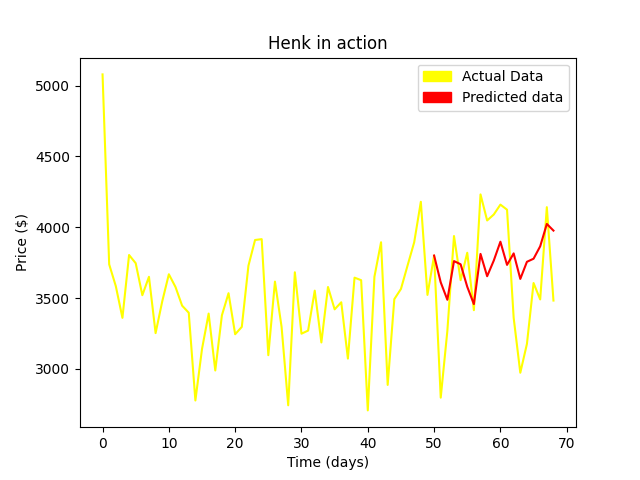 Henk in action
Actual Data
Predicted data
Price ($)
5000
4500
4000
3500
3000
0 10 20 30 40 50 60 70
Time (days)